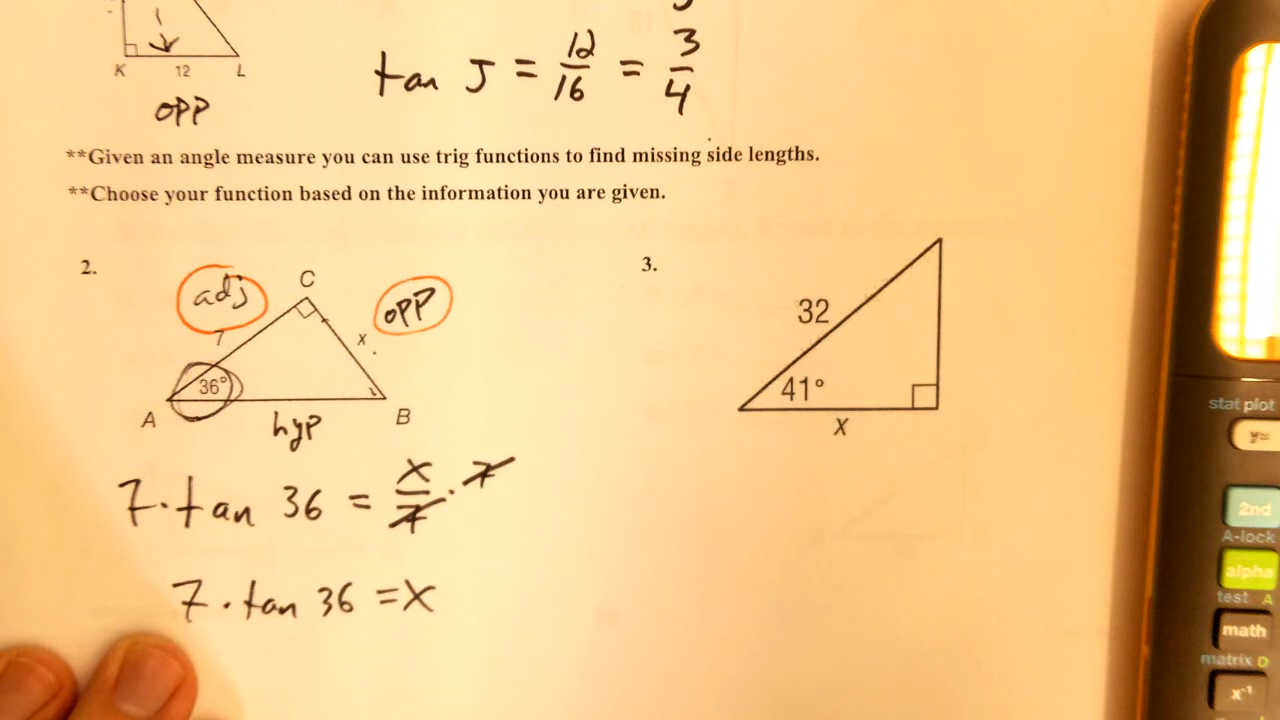 K 12 L
opp
tan J = 12/16 = 3/4
**Given an angle measure you can use trig functions to find missing side lengths.
**Choose your function based on the information you are given.
2.
adj
C
opp
7
x
36°
A
hyp
B
7 · tan 36 = x/7 · 7
7 · tan 36 = x
3.
32
41°
x
stat plot
y=
2nd
A-lock
alpha
test A
math
matrix D
x⁻¹